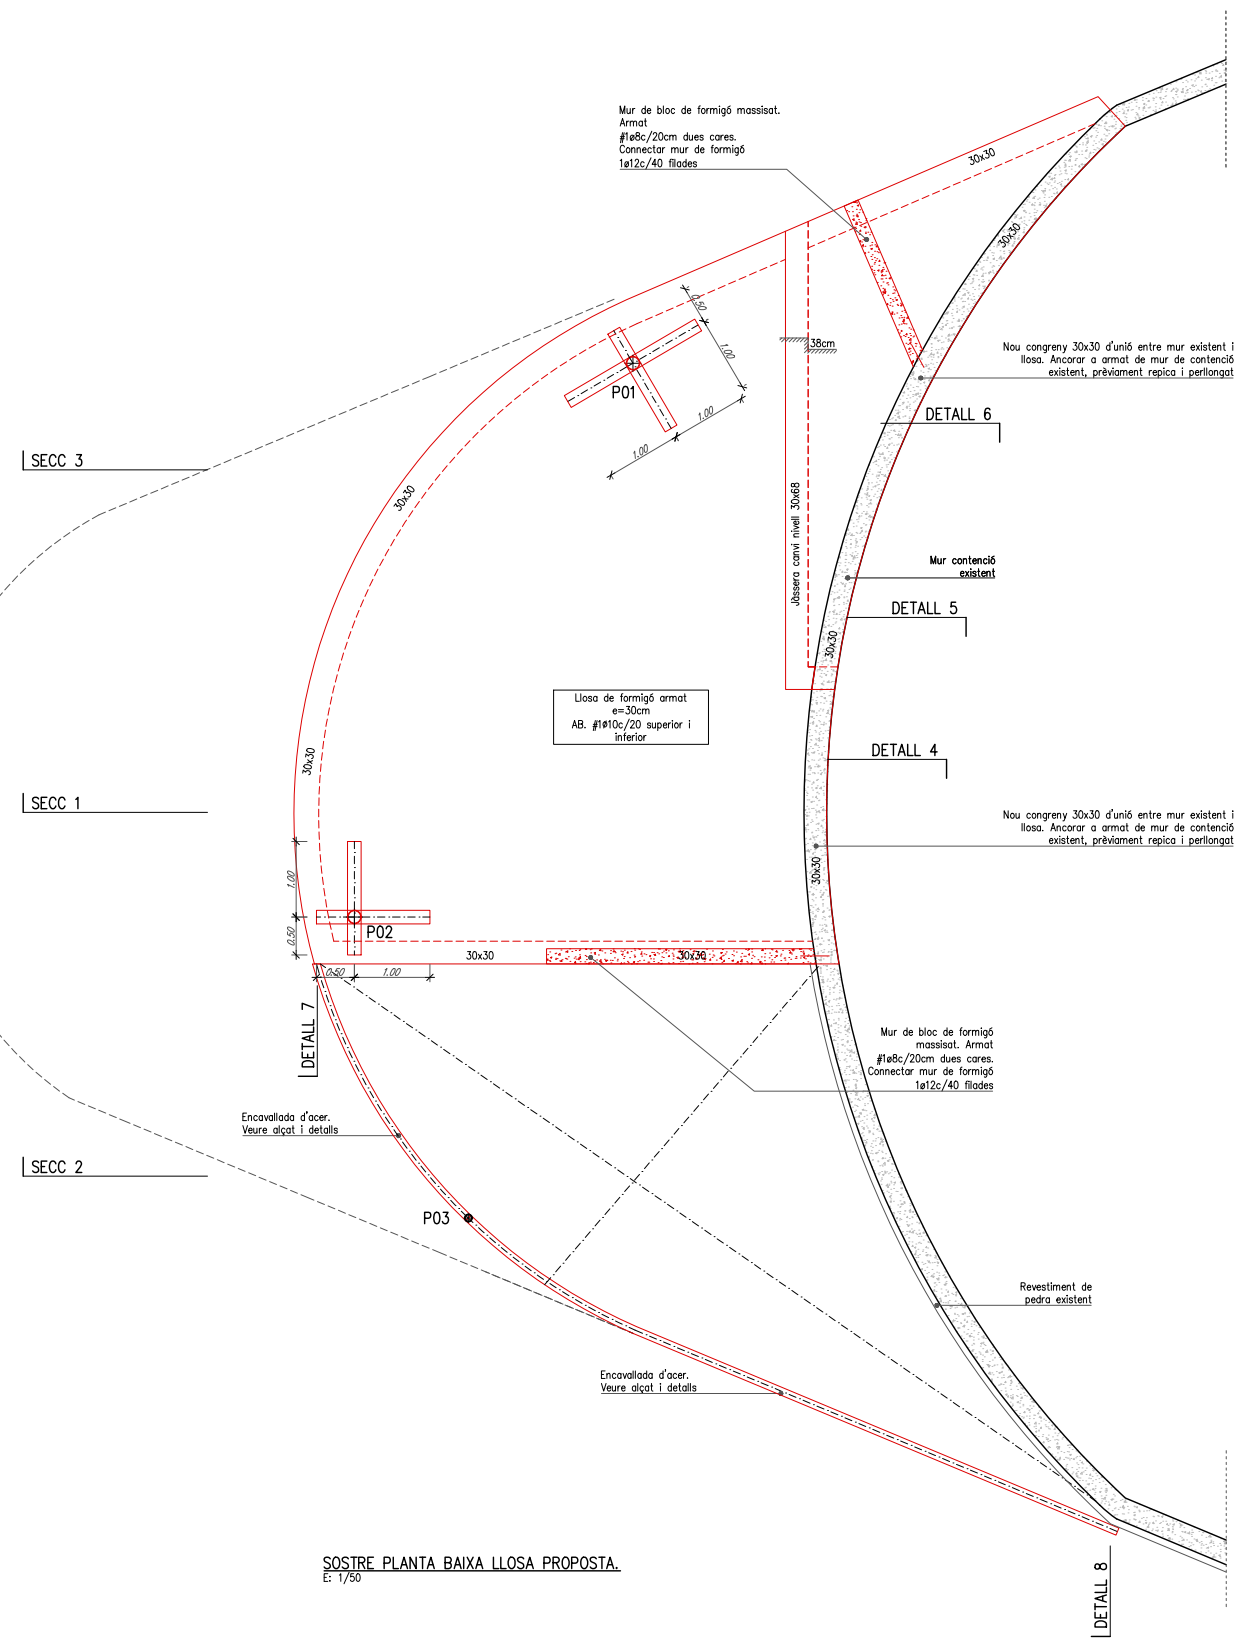 Mur de bloc de formigó massisat.
Armat
#1ø8c/20cm dues cares.
Connectar mur de formigó
1ø12c/40 filades
30x30
30x30
0.50
1.00
P01
1.00
1.00
38cm
Nou congreny 30x30 d'unió entre mur existent i
llosa. Ancorar a armat de mur de contenció
existent, prèviament repica i perllongat
DETALL 6
SECC 3
30x30
Jàssera canvi nivell 30x68
Mur contenció
existent
DETALL 5
30x30
Llosa de formigó armat
e=30cm
AB. #1ø10c/20 superior i
inferior
30x30
DETALL 4
SECC 1
Nou congreny 30x30 d'unió entre mur existent i
llosa. Ancorar a armat de mur de contenció
existent, prèviament repica i perllongat
30x30
1.00
0.50
P02
30x30
30x30
0.50
1.00
DETALL 7
Mur de bloc de formigó
massisat. Armat
#1ø8c/20cm dues cares.
Connectar mur de formigó
1ø12c/40 filades
Encavallada d'acer.
Veure alçat i detalls
SECC 2
P03
Revestiment de
pedra existent
Encavallada d'acer.
Veure alçat i detalls
SOSTRE PLANTA BAIXA LLOSA PROPOSTA.
E: 1/50
DETALL 8